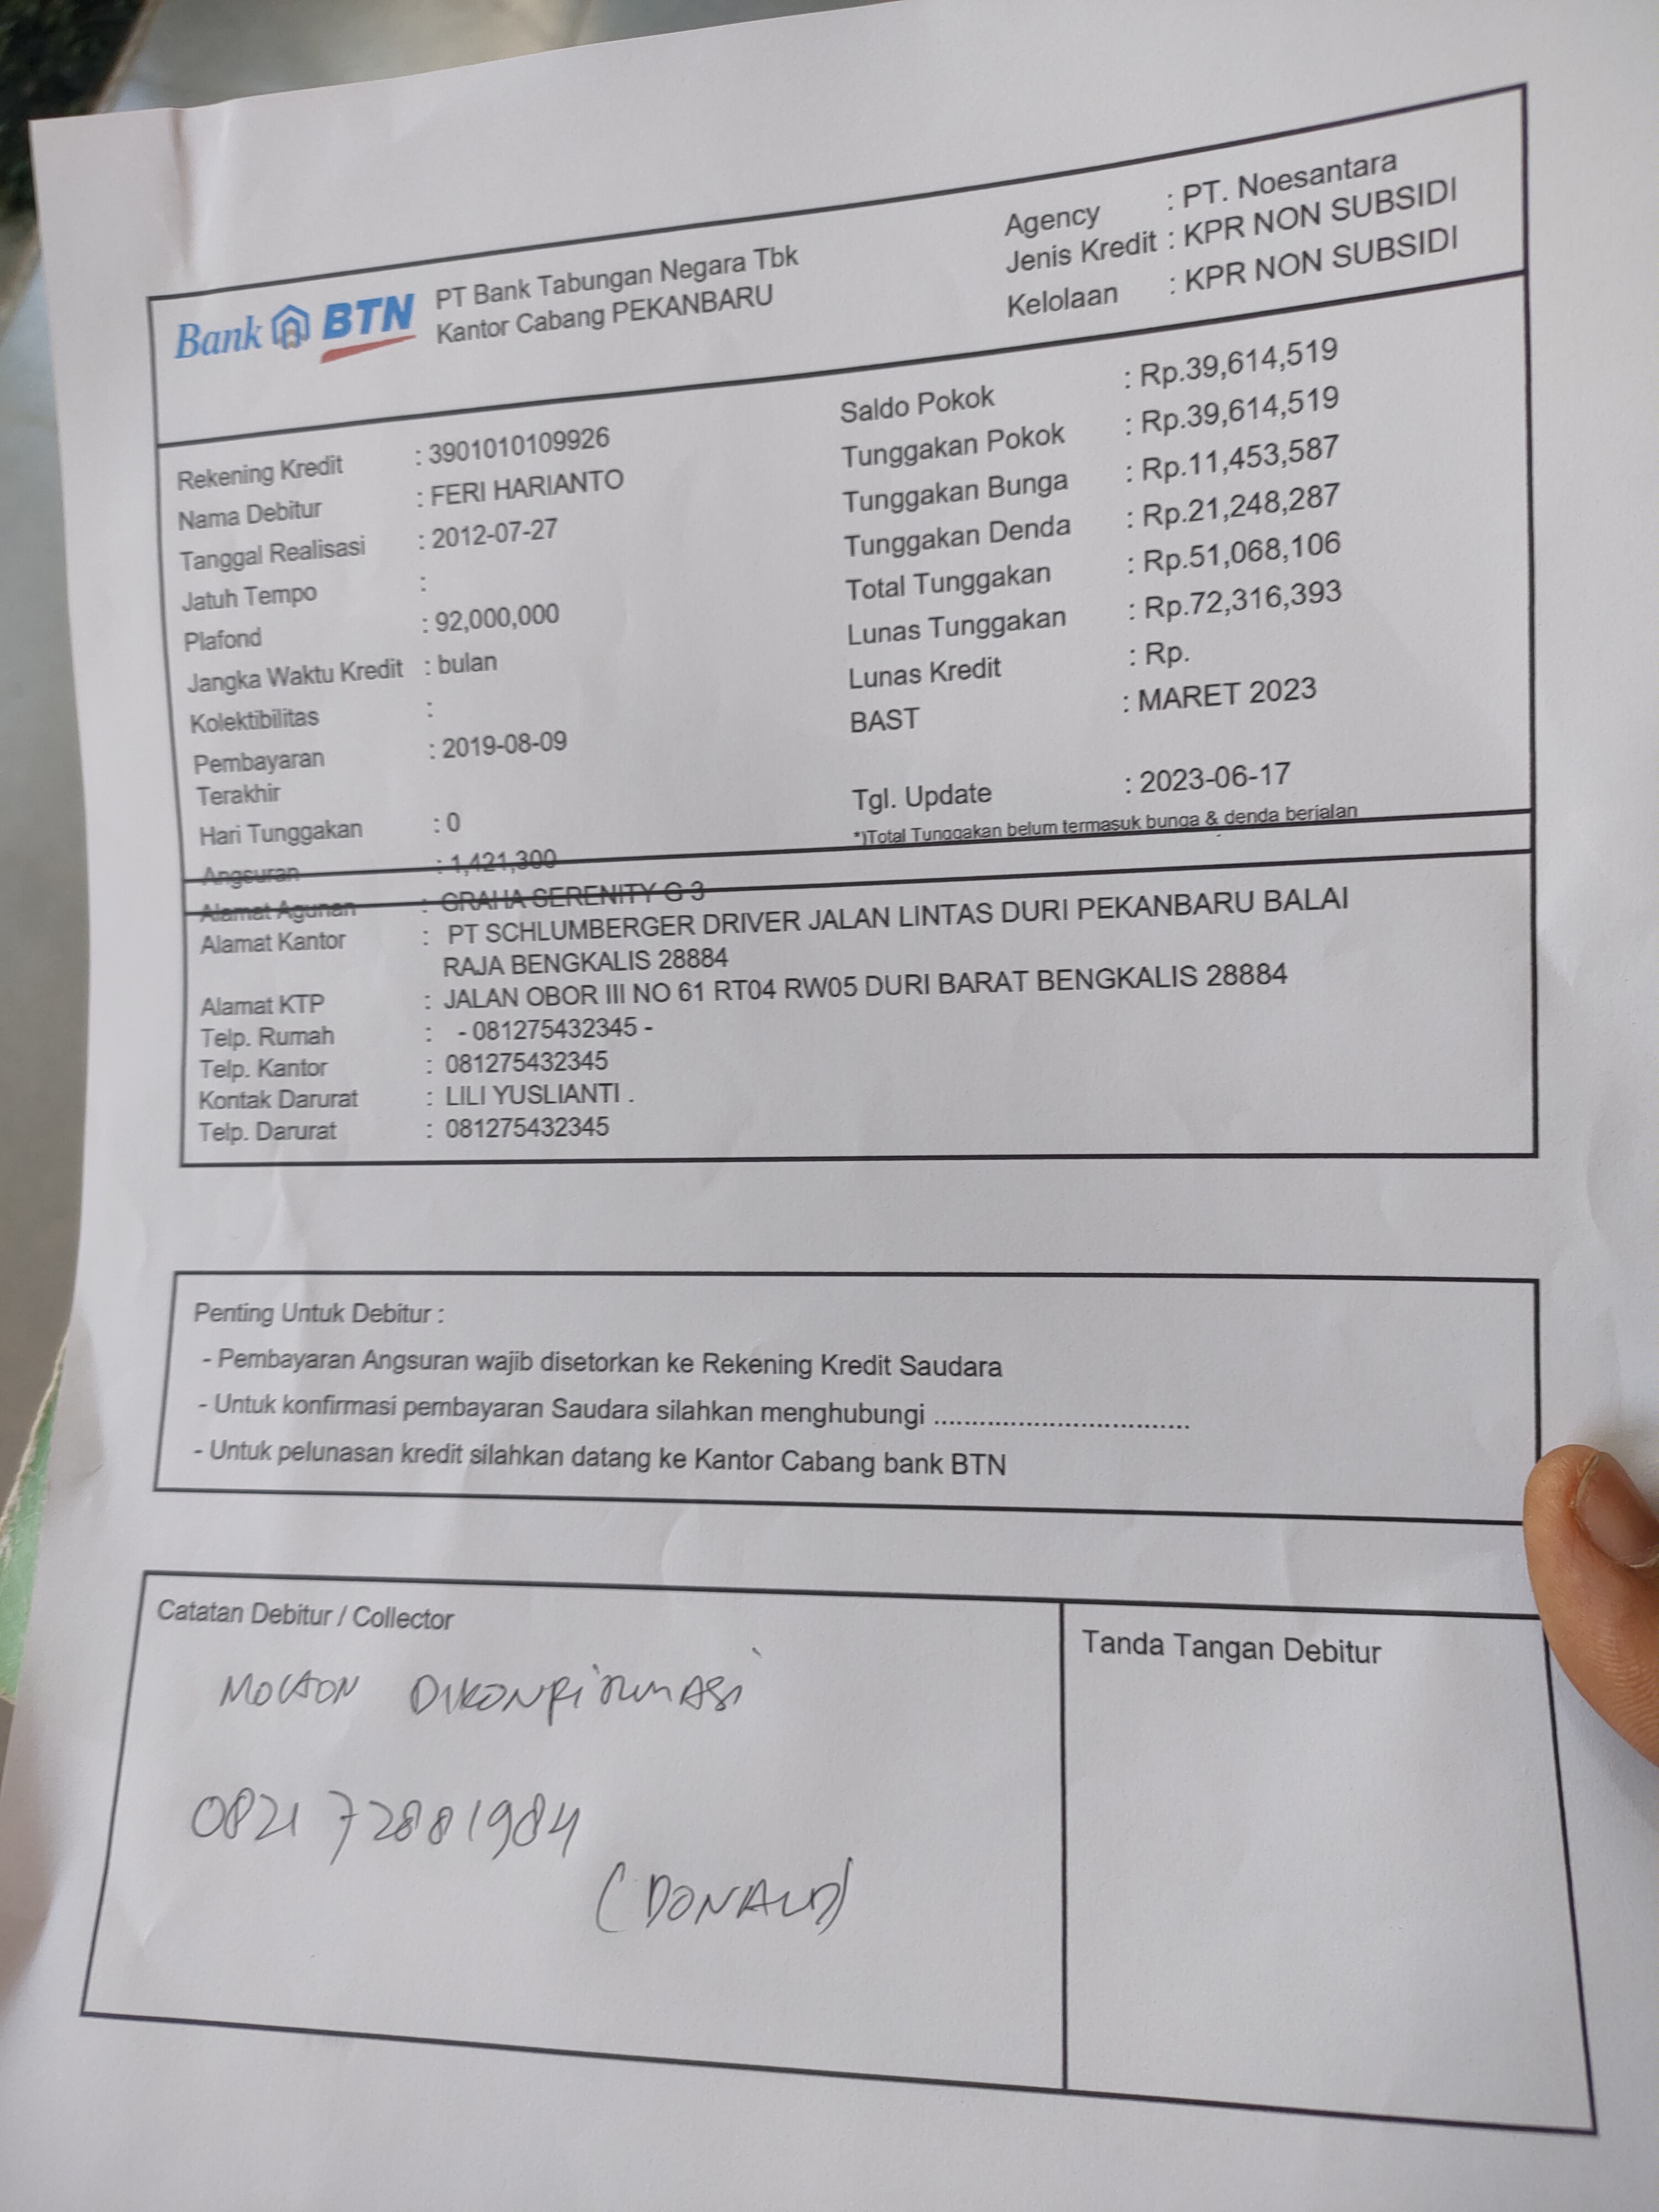 Bank BTN
PT Bank Tabungan Negara Tbk
Kantor Cabang PEKANBARU
Agency : PT. Noesantara
Jenis Kredit : KPR NON SUBSIDI
Kelolaan : KPR NON SUBSIDI
Rekening Kredit : 3901010109926
Nama Debitur : FERI HARIANTO
Tanggal Realisasi : 2012-07-27
Jatuh Tempo :
Plafond : 92,000,000
Jangka Waktu Kredit : bulan
Kolektibilitas :
Pembayaran : 2019-08-09
Terakhir
Hari Tunggakan : 0
Angsuran : 1,421,300
Saldo Pokok : Rp.39,614,519
Tunggakan Pokok : Rp.39,614,519
Tunggakan Bunga : Rp.11,453,587
Tunggakan Denda : Rp.21,248,287
Total Tunggakan : Rp.51,068,106
Lunas Tunggakan : Rp.72,316,393
Lunas Kredit : Rp.
BAST : MARET 2023
Tgl. Update : 2023-06-17
*)Total Tunggakan belum termasuk bunga & denda berjalan
Alamat Agunan : GRAHA SERENITY G 3
Alamat Kantor : PT SCHLUMBERGER DRIVER JALAN LINTAS DURI PEKANBARU BALAI
RAJA BENGKALIS 28884
Alamat KTP : JALAN OBOR III NO 61 RT04 RW05 DURI BARAT BENGKALIS 28884
Telp. Rumah : - 081275432345 -
Telp. Kantor : 081275432345
Kontak Darurat : LILI YUSLIANTI .
Telp. Darurat : 081275432345
Penting Untuk Debitur :
- Pembayaran Angsuran wajib disetorkan ke Rekening Kredit Saudara
- Untuk konfirmasi pembayaran Saudara silahkan menghubungi ..................................
- Untuk pelunasan kredit silahkan datang ke Kantor Cabang bank BTN
Catatan Debitur / Collector
MOHON DIKONFIRMASI
0821 72881984
(DONALD)
Tanda Tangan Debitur